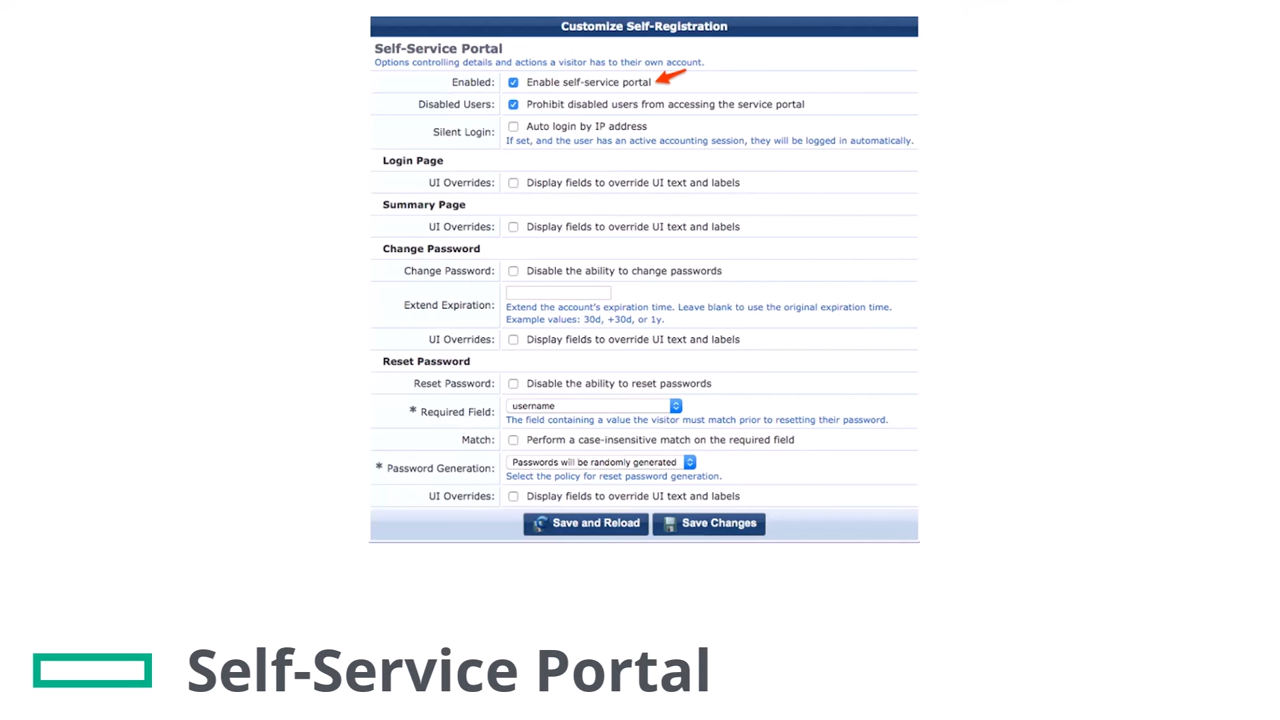 Customize Self-Registration
Self-Service Portal
Options controlling details and actions a visitor has to their own account.
Enabled: Enable self-service portal
Disabled Users: Prohibit disabled users from accessing the service portal
Silent Login: Auto login by IP address
If set, and the user has an active accounting session, they will be logged in automatically.
Login Page
UI Overrides: Display fields to override UI text and labels
Summary Page
UI Overrides: Display fields to override UI text and labels
Change Password
Change Password: Disable the ability to change passwords
Extend Expiration:
Extend the account's expiration time. Leave blank to use the original expiration time.
Example values: 30d, +30d, or 1y.
UI Overrides: Display fields to override UI text and labels
Reset Password
Reset Password: Disable the ability to reset passwords
* Required Field: username
The field containing a value the visitor must match prior to resetting their password.
Match: Perform a case-insensitive match on the required field
* Password Generation: Passwords will be randomly generated
Select the policy for reset password generation.
UI Overrides: Display fields to override UI text and labels
Save and Reload Save Changes
Self-Service Portal